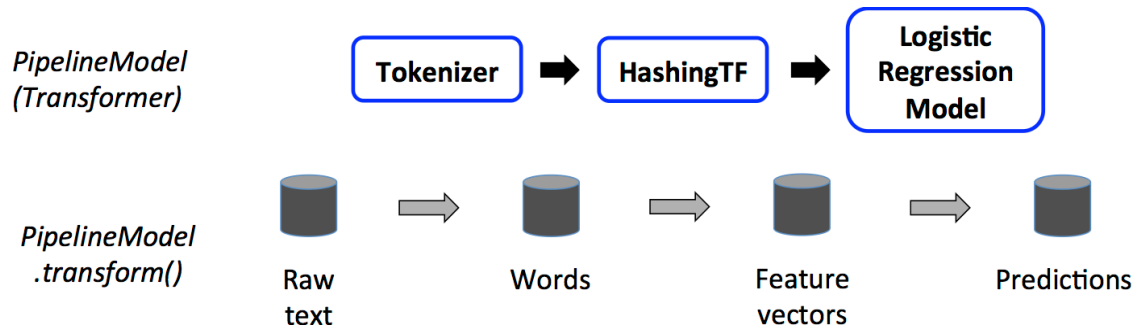 PipelineModel
(Transformer)
Tokenizer
HashingTF
Logistic
Regression
Model
PipelineModel
.transform()
Raw
text
Words
Feature
vectors
Predictions